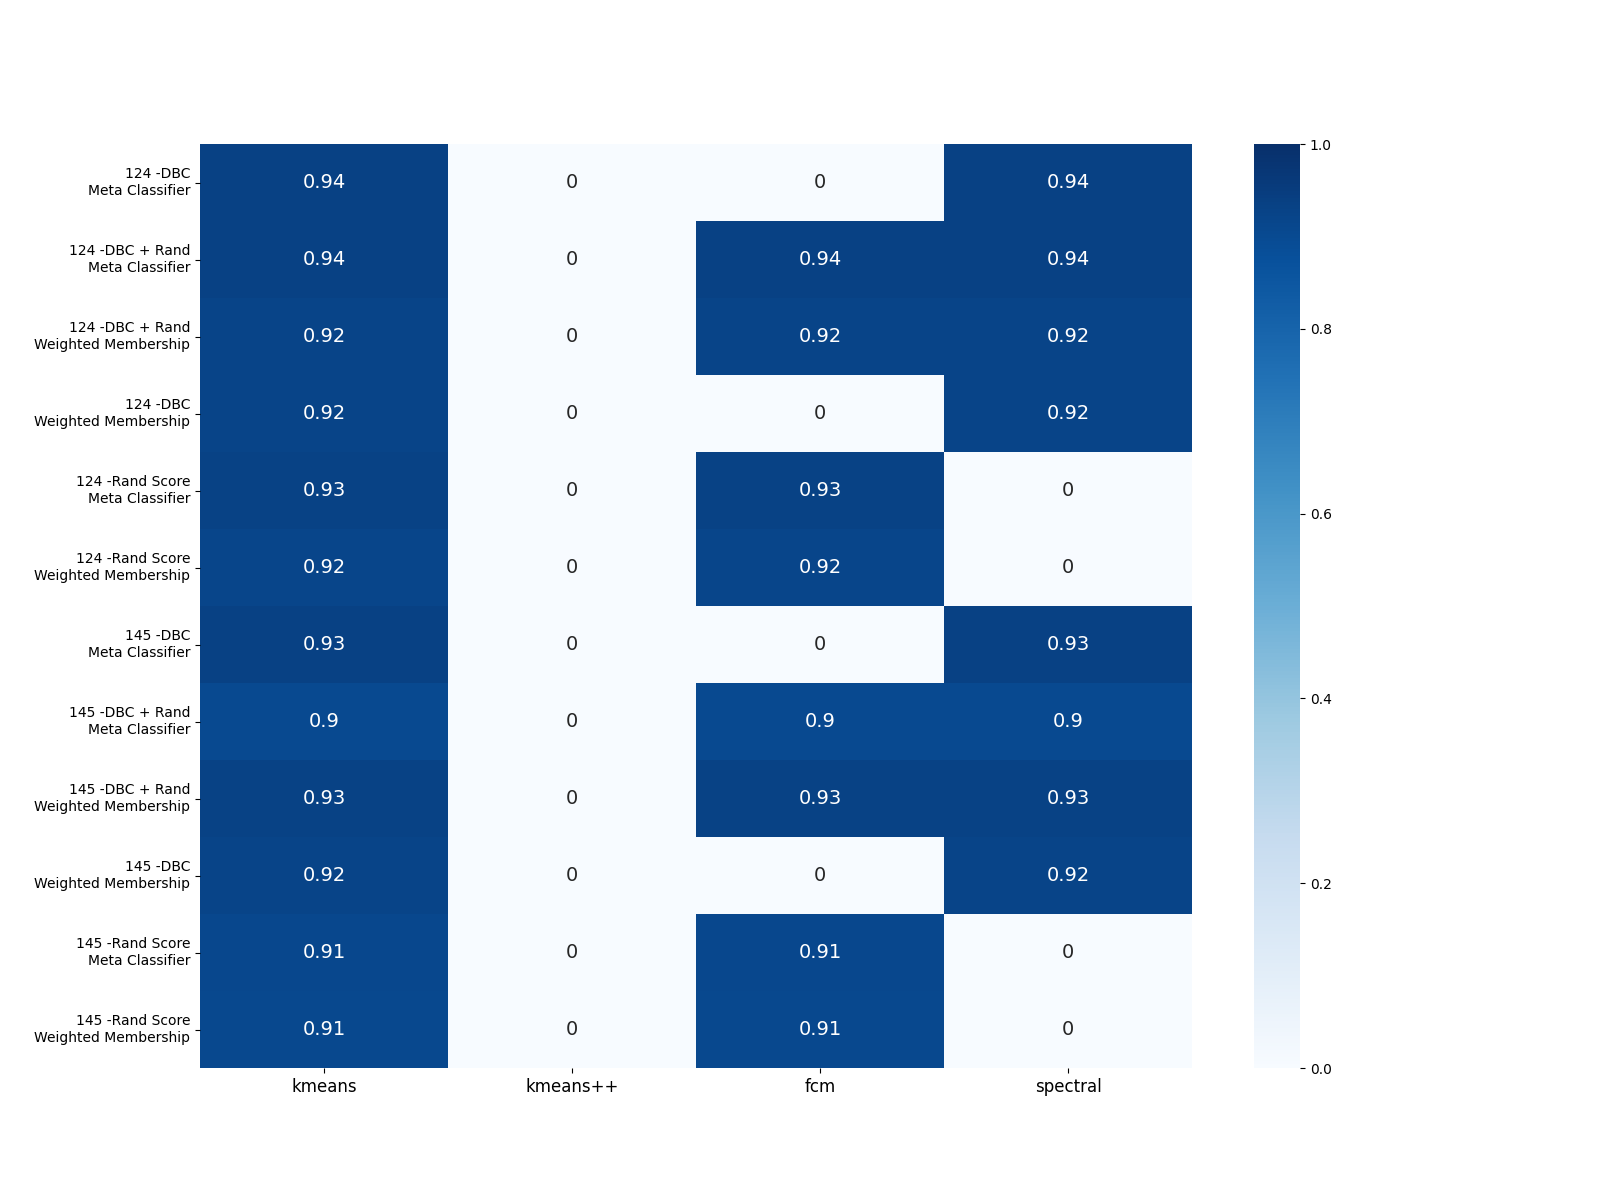 124 -DBC
Meta Classifier
0.94 0 0 0.94
124 -DBC + Rand
Meta Classifier
0.94 0 0.94 0.94
124 -DBC + Rand
Weighted Membership
0.92 0 0.92 0.92
124 -DBC
Weighted Membership
0.92 0 0 0.92
124 -Rand Score
Meta Classifier
0.93 0 0.93 0
124 -Rand Score
Weighted Membership
0.92 0 0.92 0
145 -DBC
Meta Classifier
0.93 0 0 0.93
145 -DBC + Rand
Meta Classifier
0.9 0 0.9 0.9
145 -DBC + Rand
Weighted Membership
0.93 0 0.93 0.93
145 -DBC
Weighted Membership
0.92 0 0 0.92
145 -Rand Score
Meta Classifier
0.91 0 0.91 0
145 -Rand Score
Weighted Membership
0.91 0 0.91 0
kmeans kmeans++ fcm spectral
1.0
0.8
0.6
0.4
0.2
0.0